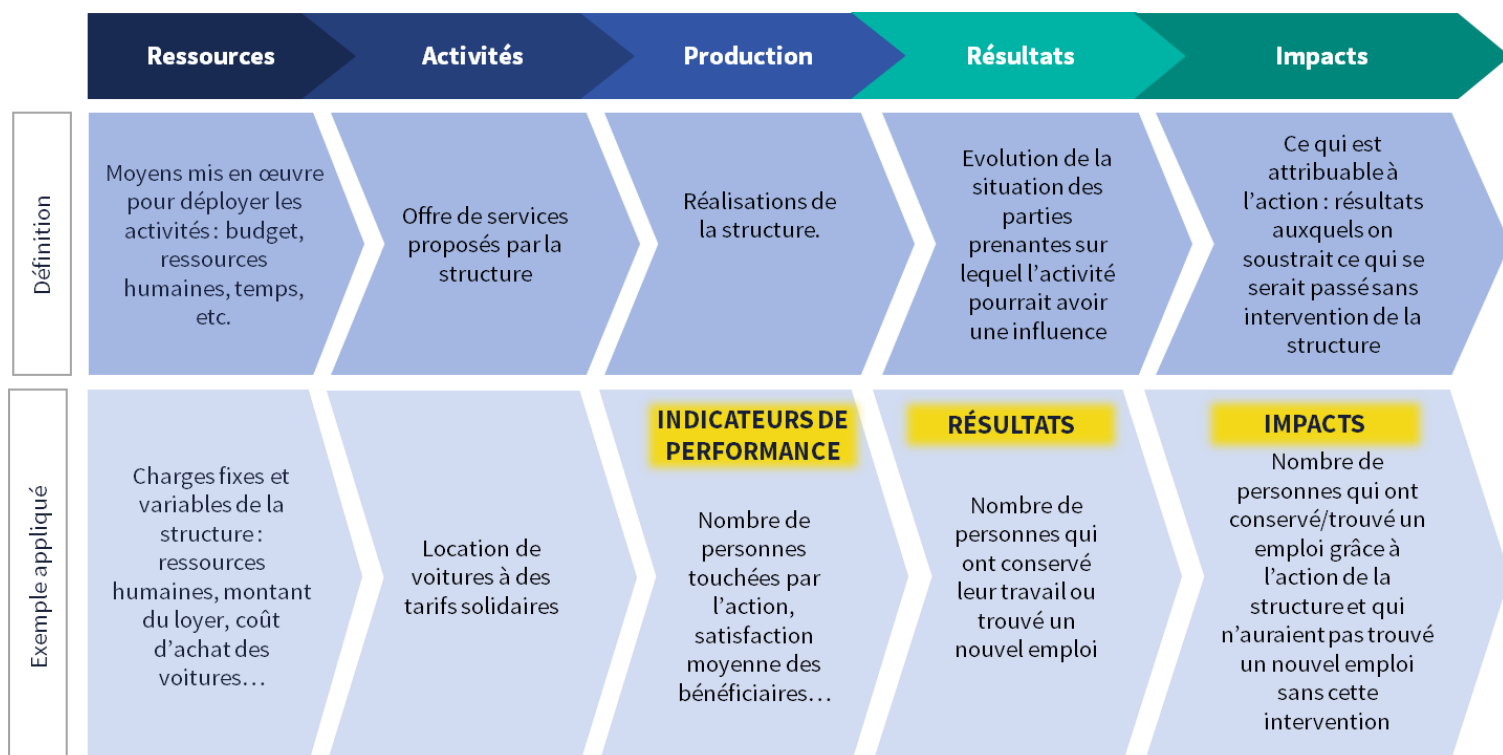 Ressources
Activités
Production
Résultats
Impacts
Définition
Moyens mis en œuvre
pour déployer les
activités : budget,
ressources
humaines, temps,
etc.
Offre de services
proposés par la
structure
Réalisations de
la structure.
Evolution de la
situation des
parties
prenantes sur
lequel l’activité
pourrait avoir
une influence
Ce qui est
attribuable à
l’action : résultats
auxquels on
soustrait ce qui se
serait passé sans
intervention de la
structure
Exemple appliqué
Charges fixes et
variables de la
structure :
ressources
humaines, montant
du loyer, coût
d’achat des
voitures…
Location de
voitures à des
tarifs solidaires
INDICATEURS DE
PERFORMANCE
Nombre de
personnes
touchées par
l’action,
satisfaction
moyenne des
bénéficiaires…
RÉSULTATS
Nombre de
personnes qui
ont conservé
leur travail ou
trouvé un
nouvel emploi
IMPACTS
Nombre de
personnes qui ont
conservé/trouvé un
emploi grâce à
l’action de la
structure et qui
n’auraient pas trouvé
un nouvel emploi
sans cette
intervention